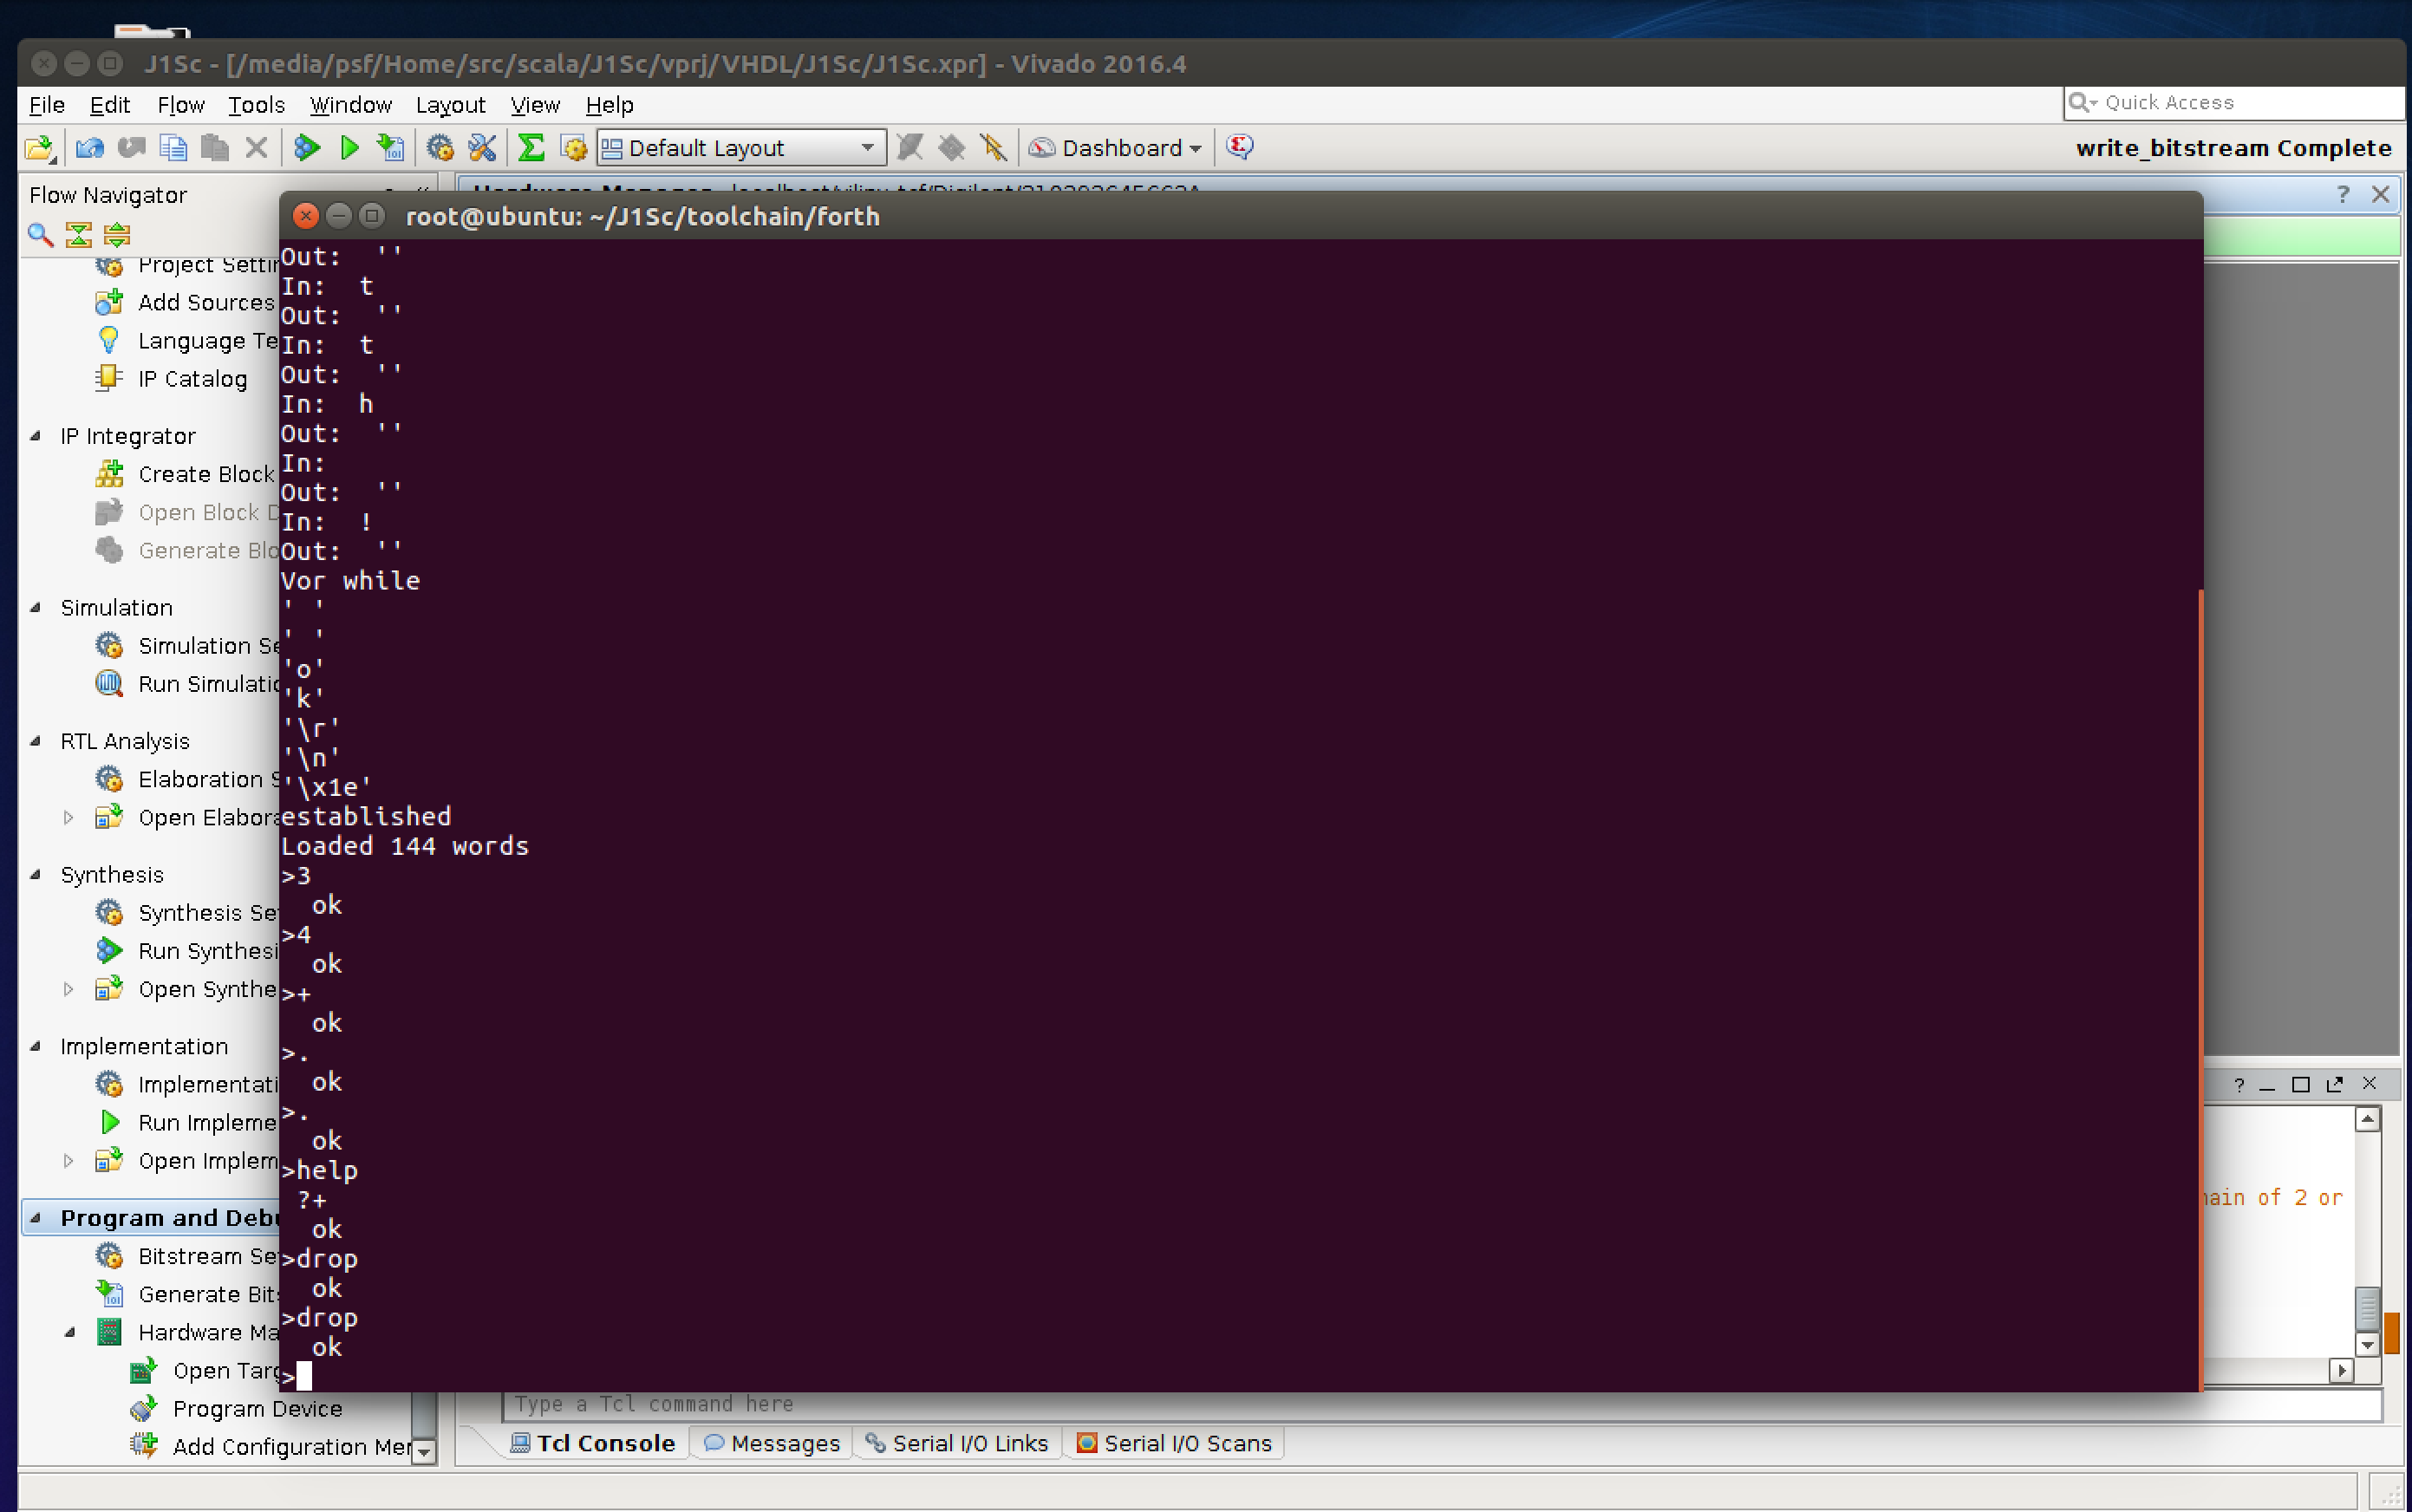 J1Sc - [/media/psf/Home/src/scala/J1Sc/vprj/VHDL/J1Sc/J1Sc.xpr] - Vivado 2016.4
File Edit Flow Tools Window Layout View Help
Quick Access
Default Layout
Dashboard
write_bitstream Complete
Flow Navigator
Project Settin
Add Sources
Language Te
IP Catalog
IP Integrator
Create Block
Open Block D
Generate Blo
Simulation
Simulation Se
Run Simulatio
RTL Analysis
Elaboration S
Open Elabora
Synthesis
Synthesis Se
Run Synthesi
Open Synthe
Implementation
Implementati
Run Impleme
Open Implem
Program and Debu
Bitstream Se
Generate Bits
Hardware Ma
Open Targ
Program Device
Add Configuration Mer
root@ubuntu: ~/J1Sc/toolchain/forth
Out:  ''
In:  t
Out:  ''
In:  t
Out:  ''
In:  h
Out:  ''
In:
Out:  ''
In:  !
Out:  ''
Vor while
' '
' '
'o'
'k'
'\r'
'\n'
'\x1e'
established
Loaded 144 words
>3
ok
>4
ok
>+
ok
>.
ok
>.
ok
>help
?+
ok
>drop
ok
>drop
ok
>
? ×
?
ain of 2 or
Type a Tcl command here
Tcl Console
Messages
Serial I/O Links
Serial I/O Scans